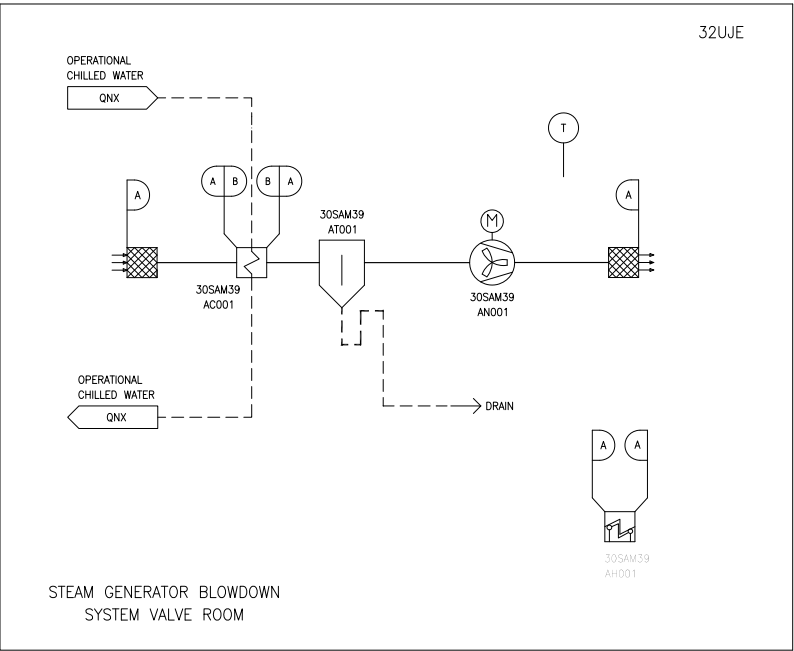 32UJE
OPERATIONAL
CHILLED WATER
QNX
T
A
A
B
B
A
A
30SAM39
AT001
M
30SAM39
AC001
30SAM39
AN001
OPERATIONAL
CHILLED WATER
QNX
DRAIN
A
A
30SAM39
AH001
STEAM GENERATOR BLOWDOWN
SYSTEM VALVE ROOM